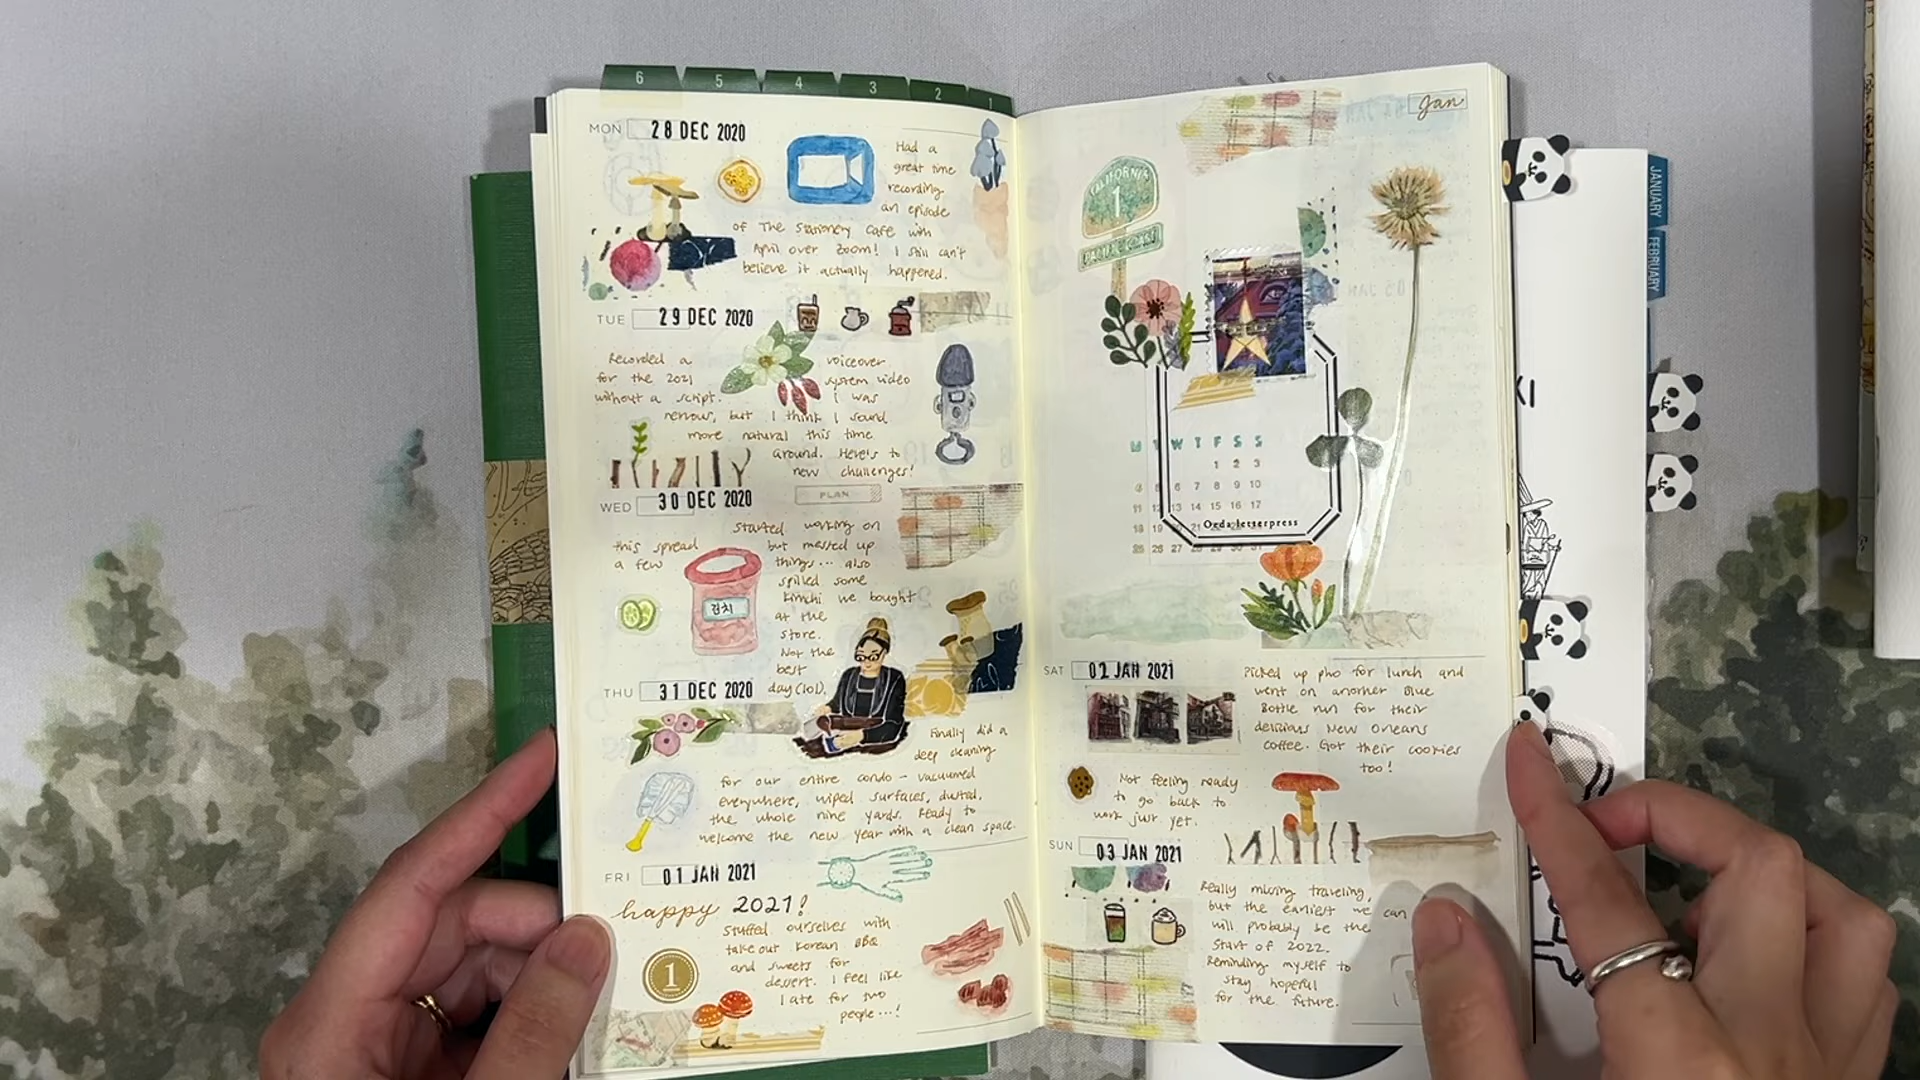 6 5 4 3 2 1
MON 28 DEC 2020
Had a
great time
recording
an episode
of The Stationery Cafe with
April over Zoom! I still can't
believe it actually happened.
TUE 29 DEC 2020
Recorded a voiceover
for the 2021 system video
without a script. I was
nervous, but I think I sound
more natural this time
around. Here's to
new challenges!
WED 30 DEC 2020
PLAN
Started working on
this spread but messed up
a few things... also
spilled some
kimchi we bought
at the
store.
Not the
best
day (lol).
김치
THU 31 DEC 2020
Finally did a
deep cleaning
for our entire condo - vacuumed
everywhere, wiped surfaces, dusted,
the whole nine yards. Ready to
welcome the new year with a clean space.
FRI 01 JAN 2021
happy 2021!
Stuffed ourselves with
takeout Korean BBQ
and sweets for
dessert. I feel like
I ate for two
people...!
1
Jan
CALIFORNIA
1
M T W T F S S
1 2 3
4 5 6 7 8 9 10
11 12 13 14 15 16 17
18 19 20 21
25 26 27 28 29 30 31
Oeda letterpress
SAT 02 JAN 2021
Picked up pho for lunch and
went on another Blue
Bottle run for their
delicious New Orleans
coffee. Got their cookies
too!
Not feeling ready
to go back to
work just yet.
SUN 03 JAN 2021
Really missing traveling,
but the earliest we can
will probably be the
start of 2022.
Reminding myself to
stay hopeful
for the future.
JANUARY
FEBRUARY